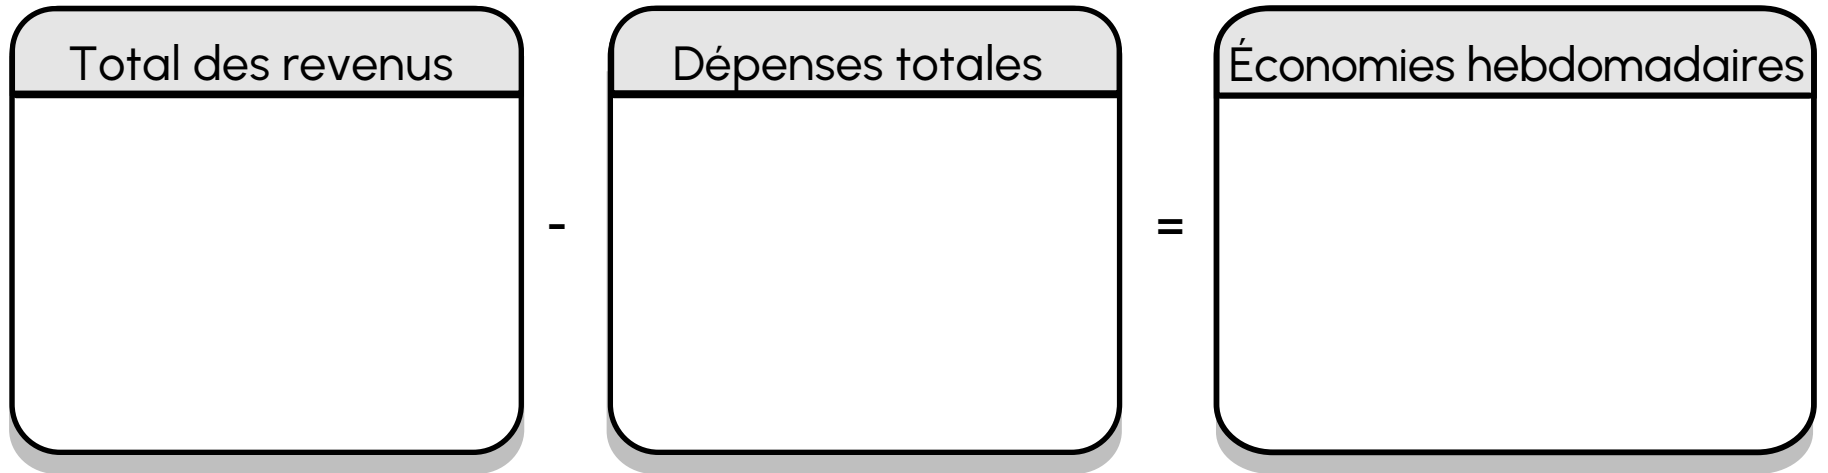 Total des revenus
-
Dépenses totales
=
Économies hebdomadaires